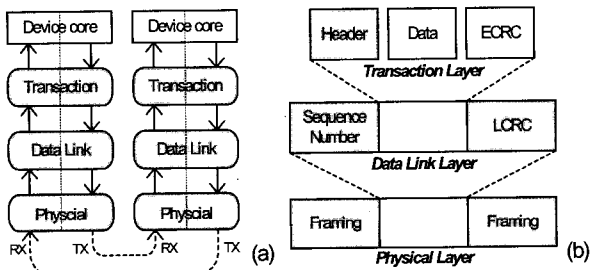 Device core
Device core
Transaction
Transaction
Data Link
Data Link
Physcial
Physcial
RX
TX
RX
TX
(a)
Header
Data
ECRC
Transaction Layer
Sequence
Number
LCRC
Data Link Layer
Framing
Framing
Physical Layer
(b)